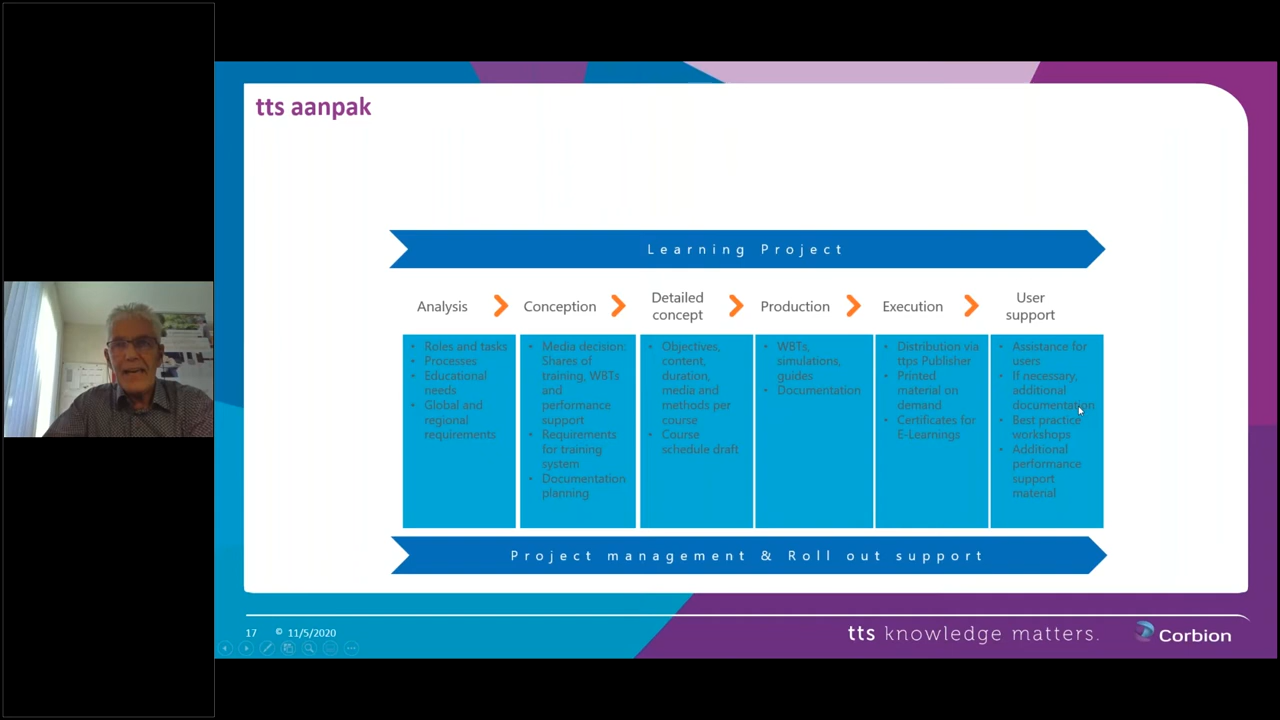 tts aanpak
Learning Project
Analysis
Conception
Detailed
concept
Production
Execution
User
support
• Roles and tasks
• Processes
• Educational
needs
• Global and
regional
requirements
• Media decision:
Shares of
training, WBTs
and
performance
support
• Requirements
for training
system
• Documentation
planning
• Objectives,
content,
duration,
media and
methods per
course
• Course
schedule draft
• WBTs,
simulations,
guides
• Documentation
• Distribution via
ttps Publisher
• Printed
material on
demand
• Certificates for
E-Learnings
• Assistance for
users
• If necessary,
additional
documentation
• Best practice
workshops
• Additional
performance
support
material
Project management & Roll out support
17 © 11/5/2020
tts knowledge matters.
Corbion